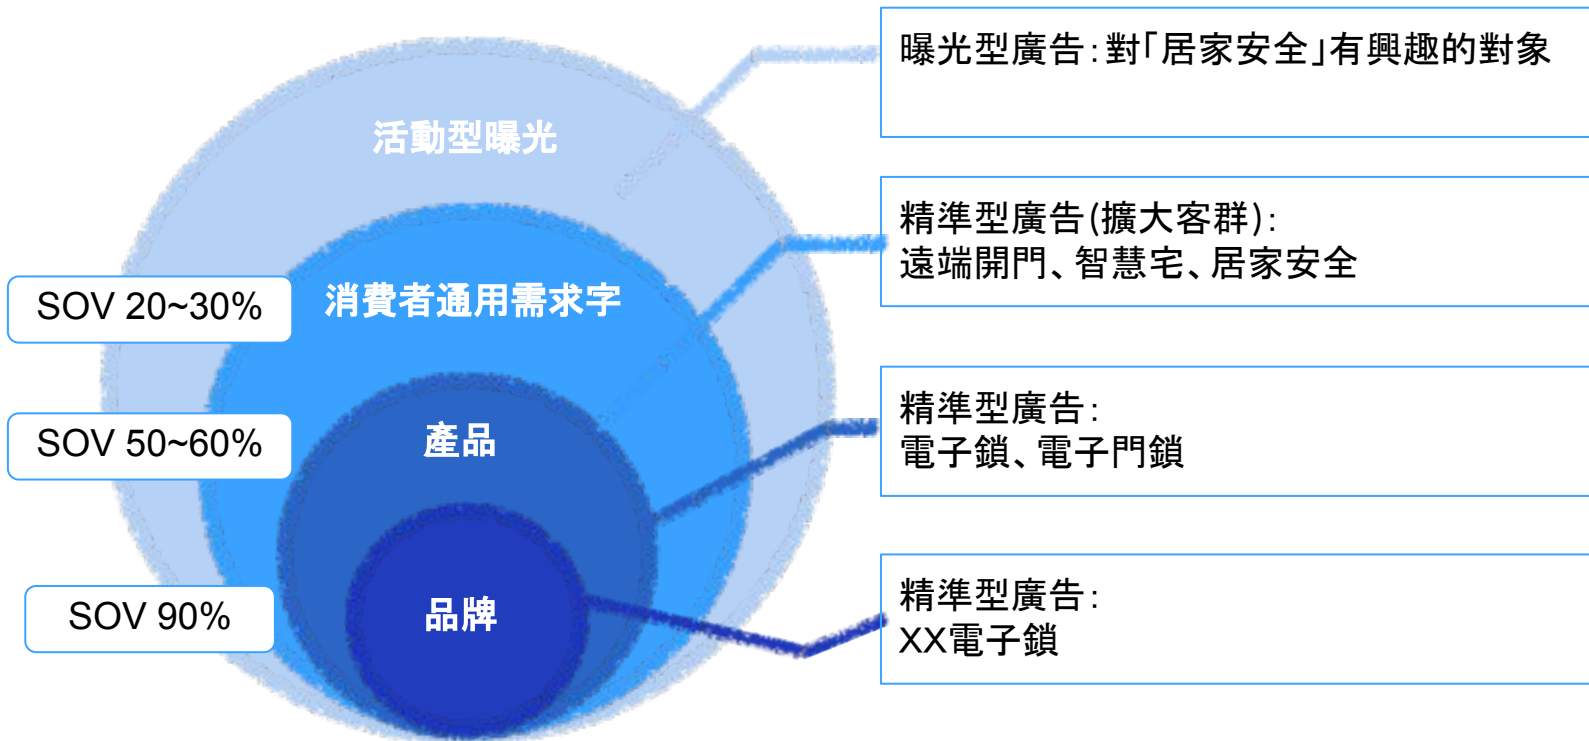 曝光型廣告：對「居家安全」有興趣的對象
活動型曝光
精準型廣告(擴大客群)：
遠端開門、智慧宅、居家安全
消費者通用需求字
SOV 20~30%
精準型廣告：
電子鎖、電子門鎖
產品
SOV 50~60%
精準型廣告：
XX電子鎖
品牌
SOV 90%